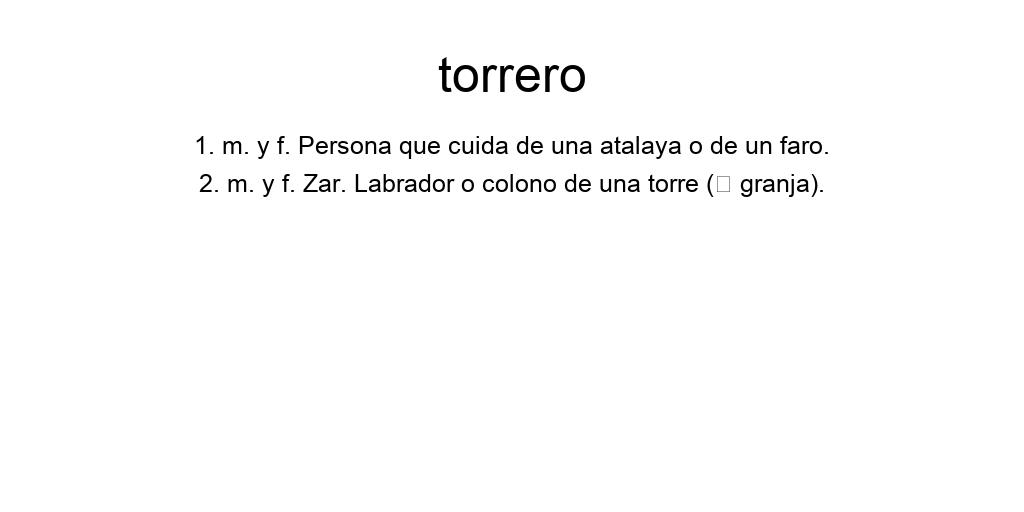 torrero
1. m. y f. Persona que cuida de una atalaya o de un faro.
2. m. y f. Zar. Labrador o colono de una torre (□ granja).